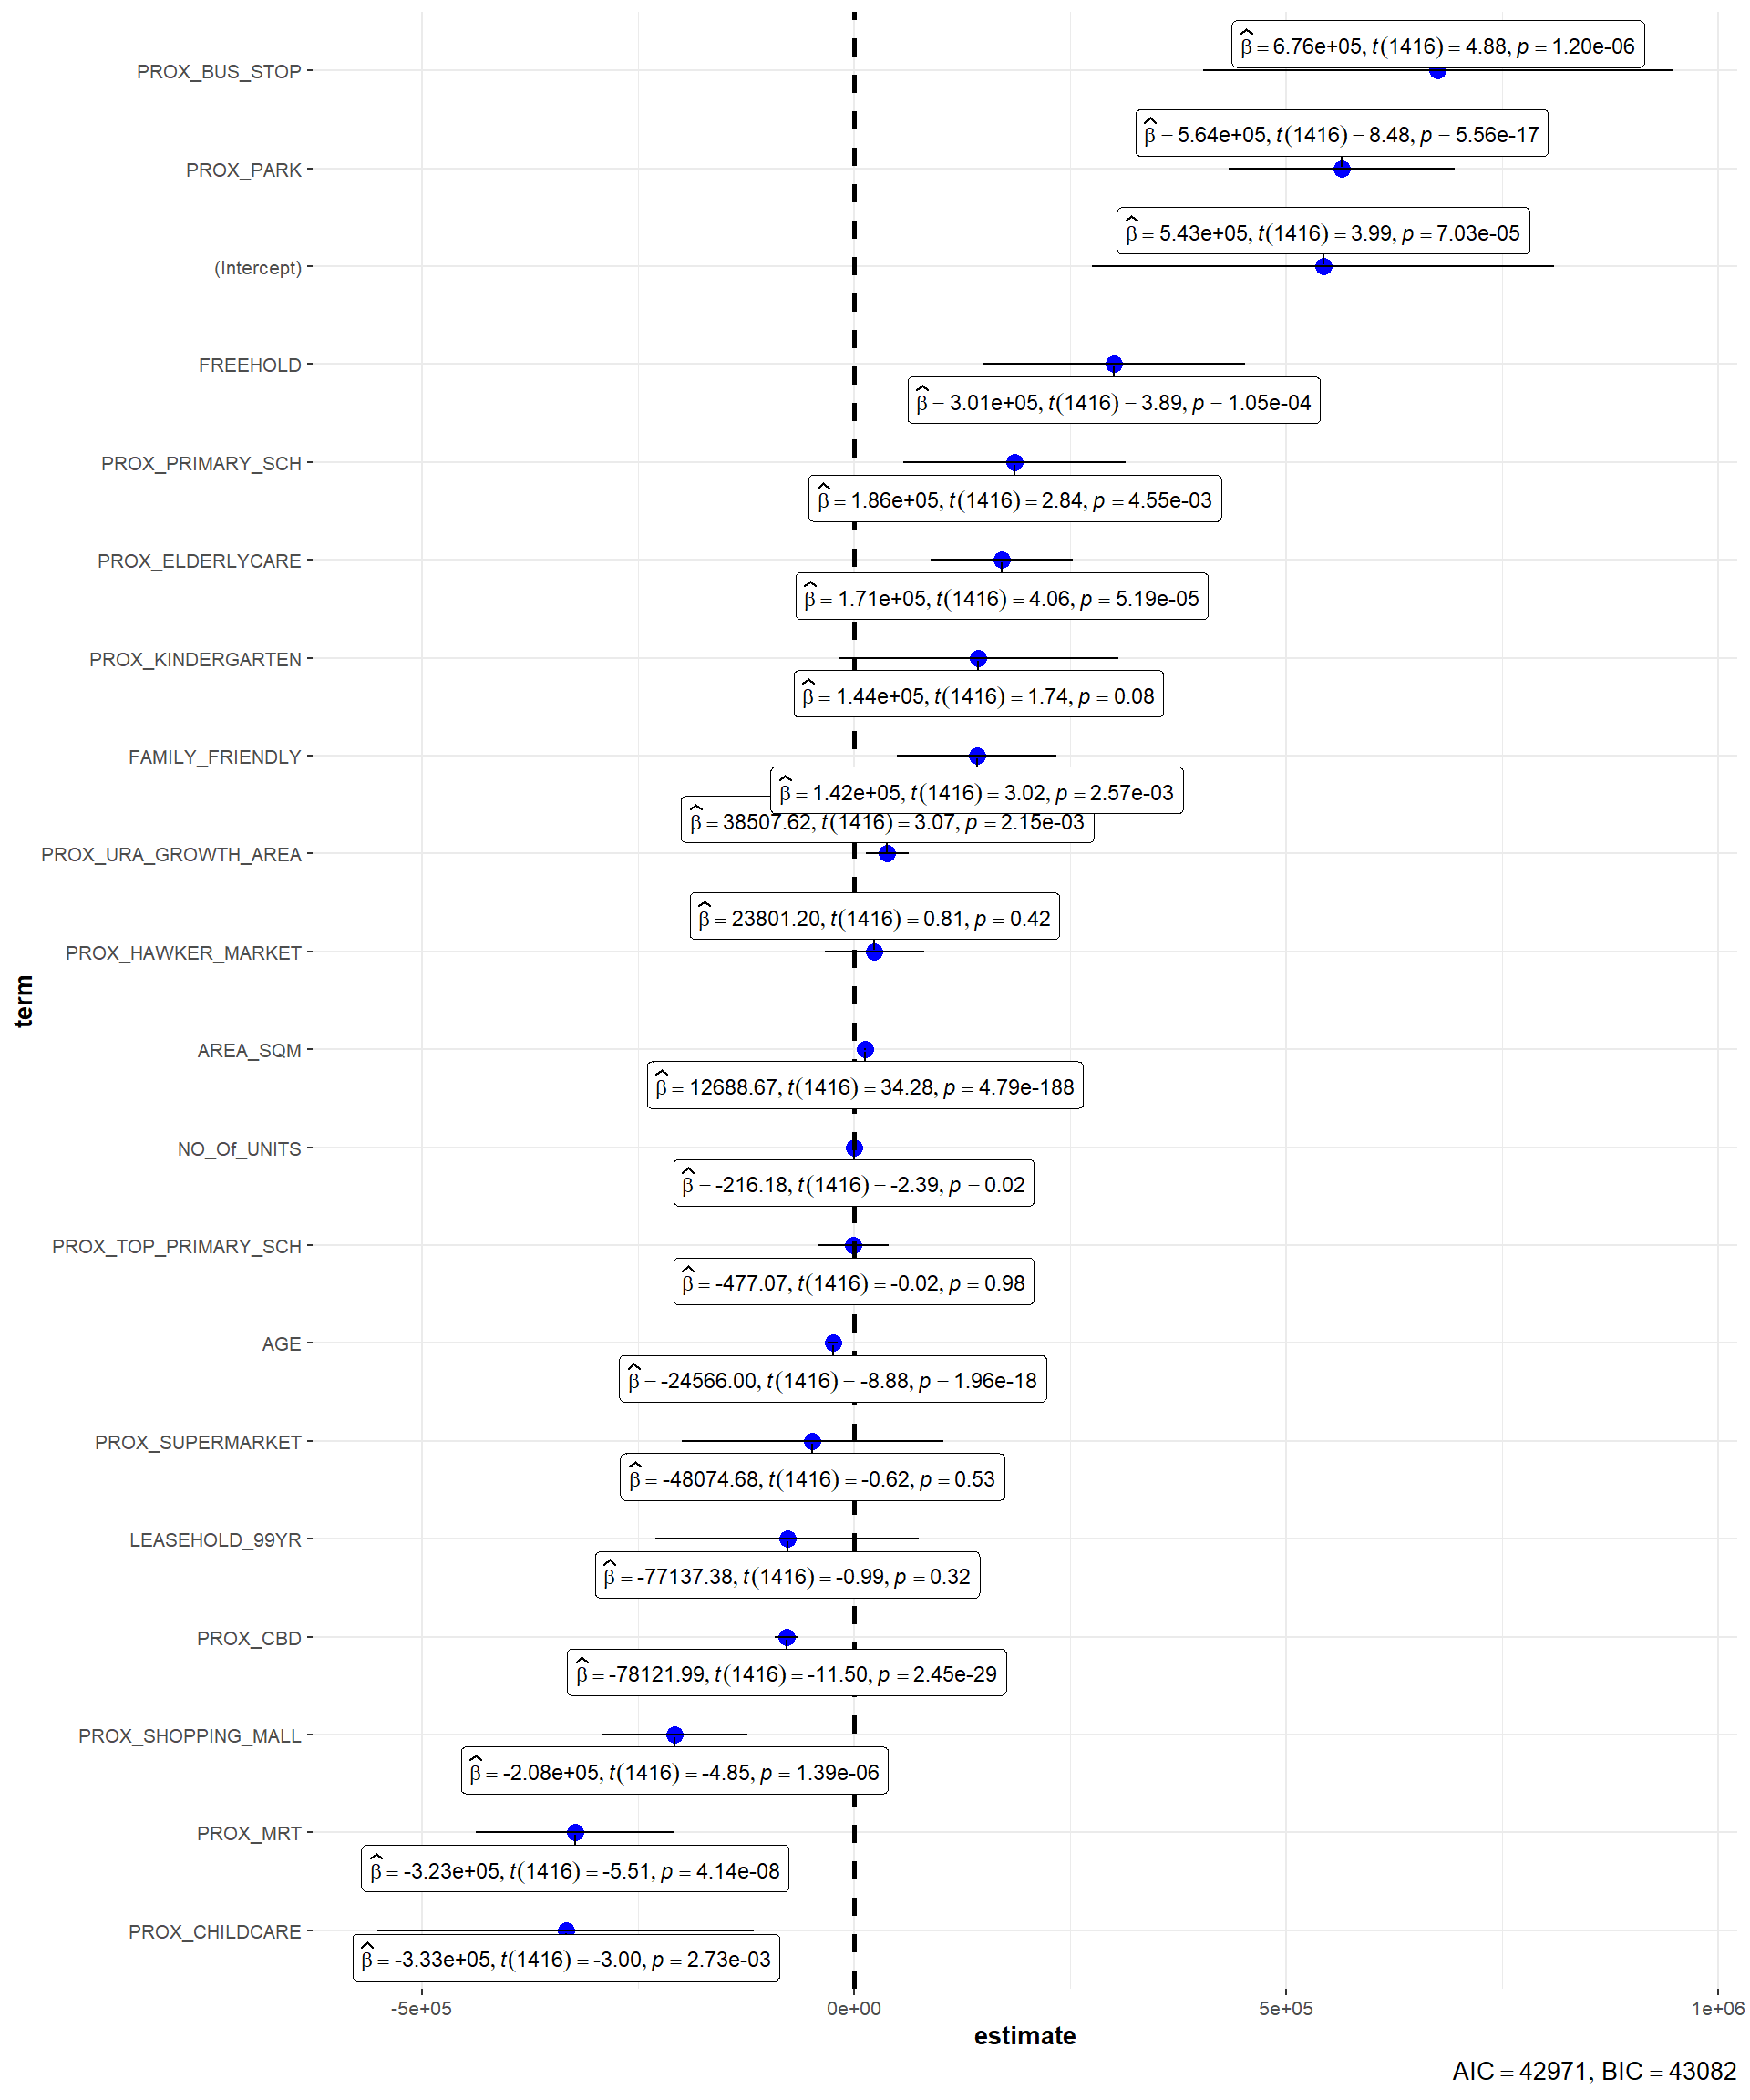 β̂ = 6.76e+05, t(1416) = 4.88, p = 1.20e-06
PROX_BUS_STOP
β̂ = 5.64e+05, t(1416) = 8.48, p = 5.56e-17
PROX_PARK
β̂ = 5.43e+05, t(1416) = 3.99, p = 7.03e-05
(Intercept)
FREEHOLD
β̂ = 3.01e+05, t(1416) = 3.89, p = 1.05e-04
PROX_PRIMARY_SCH
β̂ = 1.86e+05, t(1416) = 2.84, p = 4.55e-03
PROX_ELDERLYCARE
β̂ = 1.71e+05, t(1416) = 4.06, p = 5.19e-05
PROX_KINDERGARTEN
β̂ = 1.44e+05, t(1416) = 1.74, p = 0.08
FAMILY_FRIENDLY
β̂ = 1.42e+05, t(1416) = 3.02, p = 2.57e-03
β̂ = 38507.62, t(1416) = 3.07, p = 2.15e-03
PROX_URA_GROWTH_AREA
β̂ = 23801.20, t(1416) = 0.81, p = 0.42
PROX_HAWKER_MARKET
term
AREA_SQM
β̂ = 12688.67, t(1416) = 34.28, p = 4.79e-188
NO_Of_UNITS
β̂ = -216.18, t(1416) = -2.39, p = 0.02
PROX_TOP_PRIMARY_SCH
β̂ = -477.07, t(1416) = -0.02, p = 0.98
AGE
β̂ = -24566.00, t(1416) = -8.88, p = 1.96e-18
PROX_SUPERMARKET
β̂ = -48074.68, t(1416) = -0.62, p = 0.53
LEASEHOLD_99YR
β̂ = -77137.38, t(1416) = -0.99, p = 0.32
PROX_CBD
β̂ = -78121.99, t(1416) = -11.50, p = 2.45e-29
PROX_SHOPPING_MALL
β̂ = -2.08e+05, t(1416) = -4.85, p = 1.39e-06
PROX_MRT
β̂ = -3.23e+05, t(1416) = -5.51, p = 4.14e-08
PROX_CHILDCARE
β̂ = -3.33e+05, t(1416) = -3.00, p = 2.73e-03
-5e+05 0e+00 5e+05 1e+06
estimate
AIC = 42971, BIC = 43082